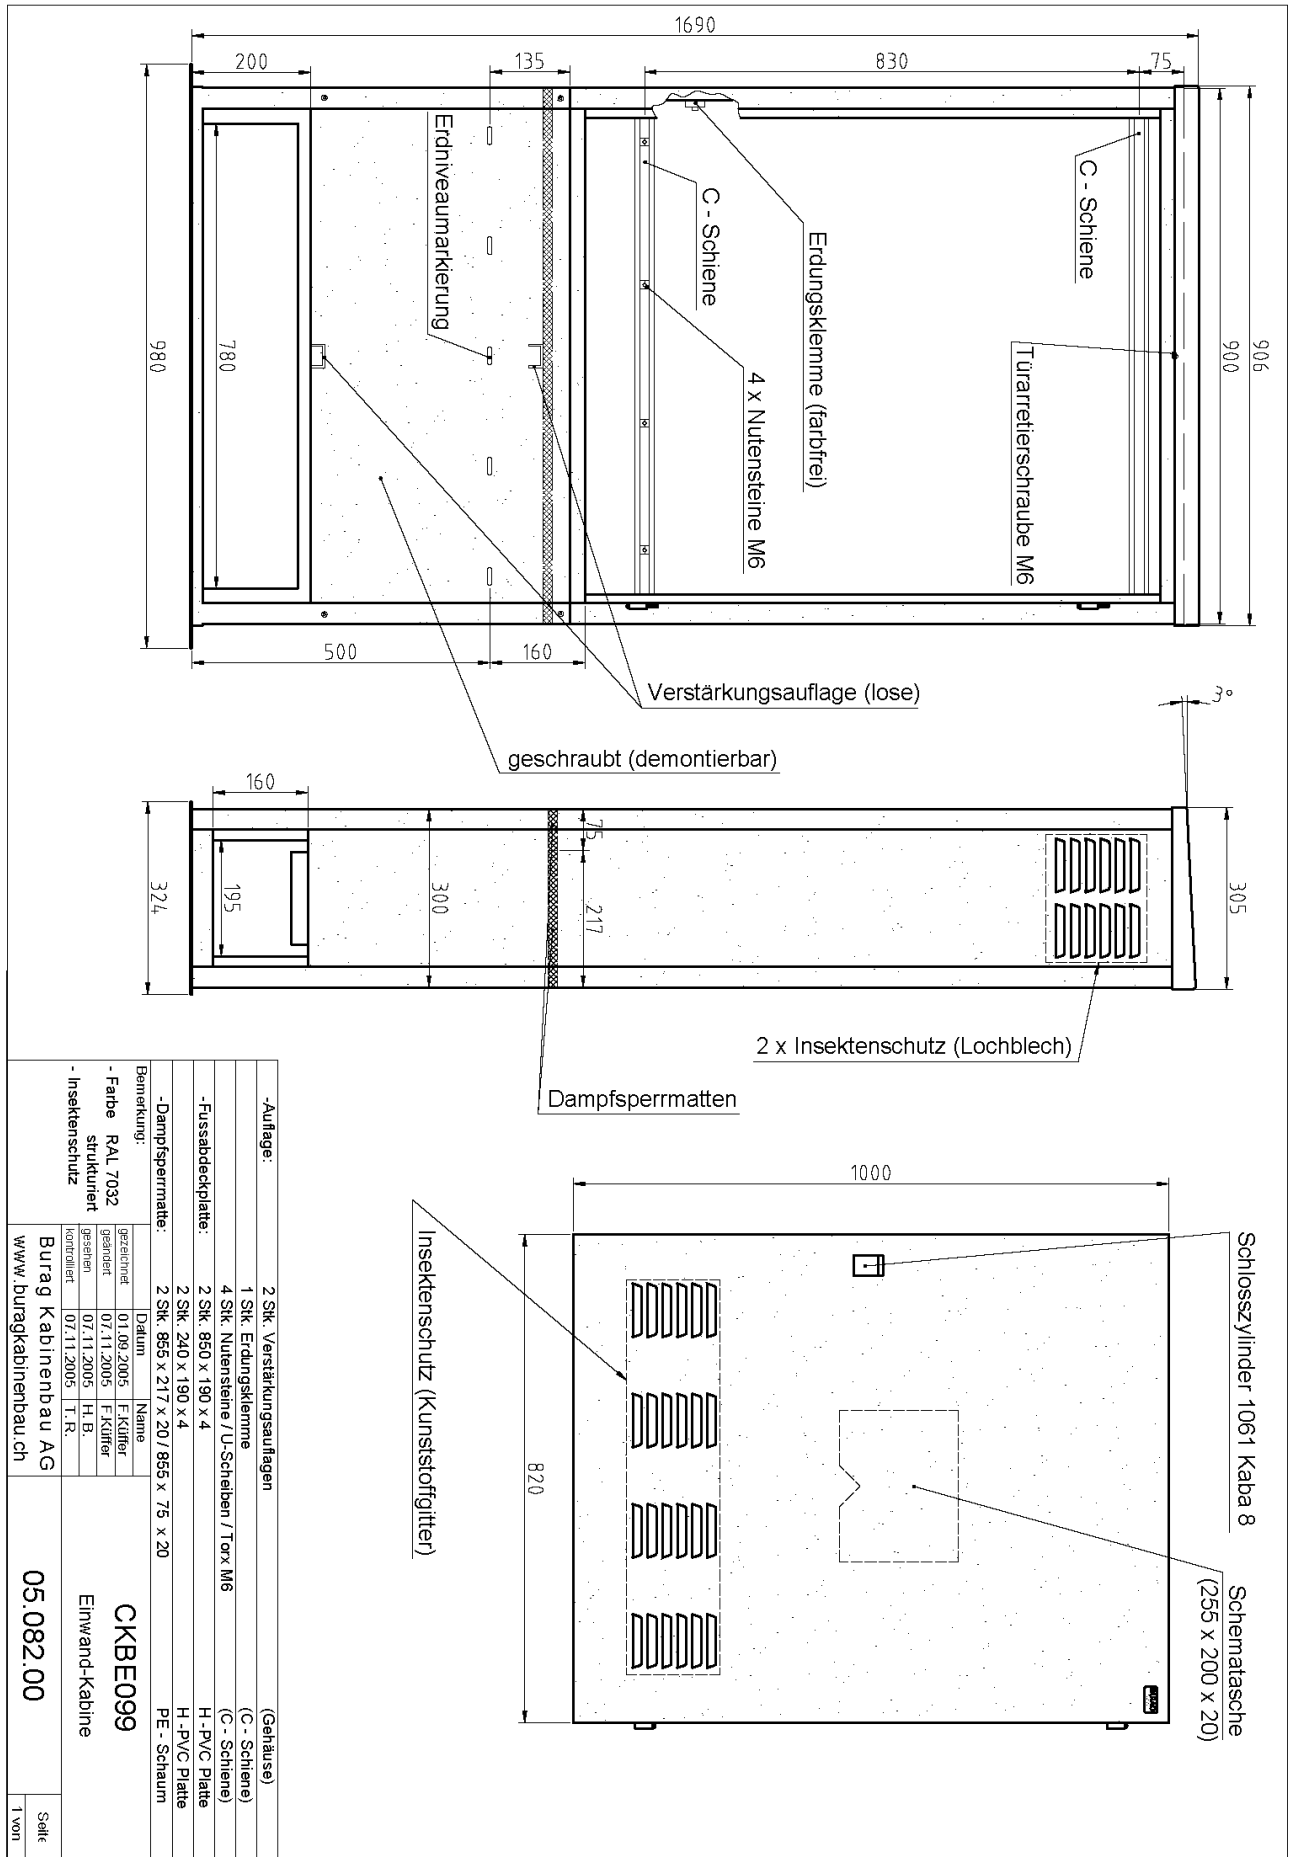 1690
200
135
830
75
906
900
C - Schiene
Türarretierschraube M6
Erdungsklemme (farbfrei)
C - Schiene
4 x Nutensteine M6
Erdniveaumarkierung
780
980
500
160
Verstärkungsauflage (lose)
geschraubt (demontierbar)
3°
160
195
324
300
75
217
305
2 x Insektenschutz (Lochblech)
Dampfsperrmatten
1000
820
Schlosszylinder 1061 Kaba 8
Schematasche
(255 x 200 x 20)
Insektenschutz (Kunststoffgitter)
-Auflage: 2 Stk. Verstärkungsauflagen (Gehäuse)
1 Stk. Erdungsklemme (C - Schiene)
4 Stk. Nutensteine / U-Scheiben / Torx M6 (C - Schiene)
-Fussabdeckplatte: 2 Stk. 850 x 190 x 4 H -PVC Platte
2 Stk. 240 x 190 x 4 H -PVC Platte
-Dampfsperrmatte: 2 Stk. 855 x 217 x 20 / 855 x 75 x 20 PE - Schaum
Bemerkung:
- Farbe RAL 7032
strukturiert
- Insektenschutz
Datum Name
gezeichnet 01.09.2005 F.Küffer
geändert 07.11.2005 F.Küffer
gesehen 07.11.2005 H.B.
kontrolliert 07.11.2005 T.R.
Burag Kabinenbau AG
www.buragkabinenbau.ch
CKBE099
Einwand-Kabine
05.082.00
Seite
1 von